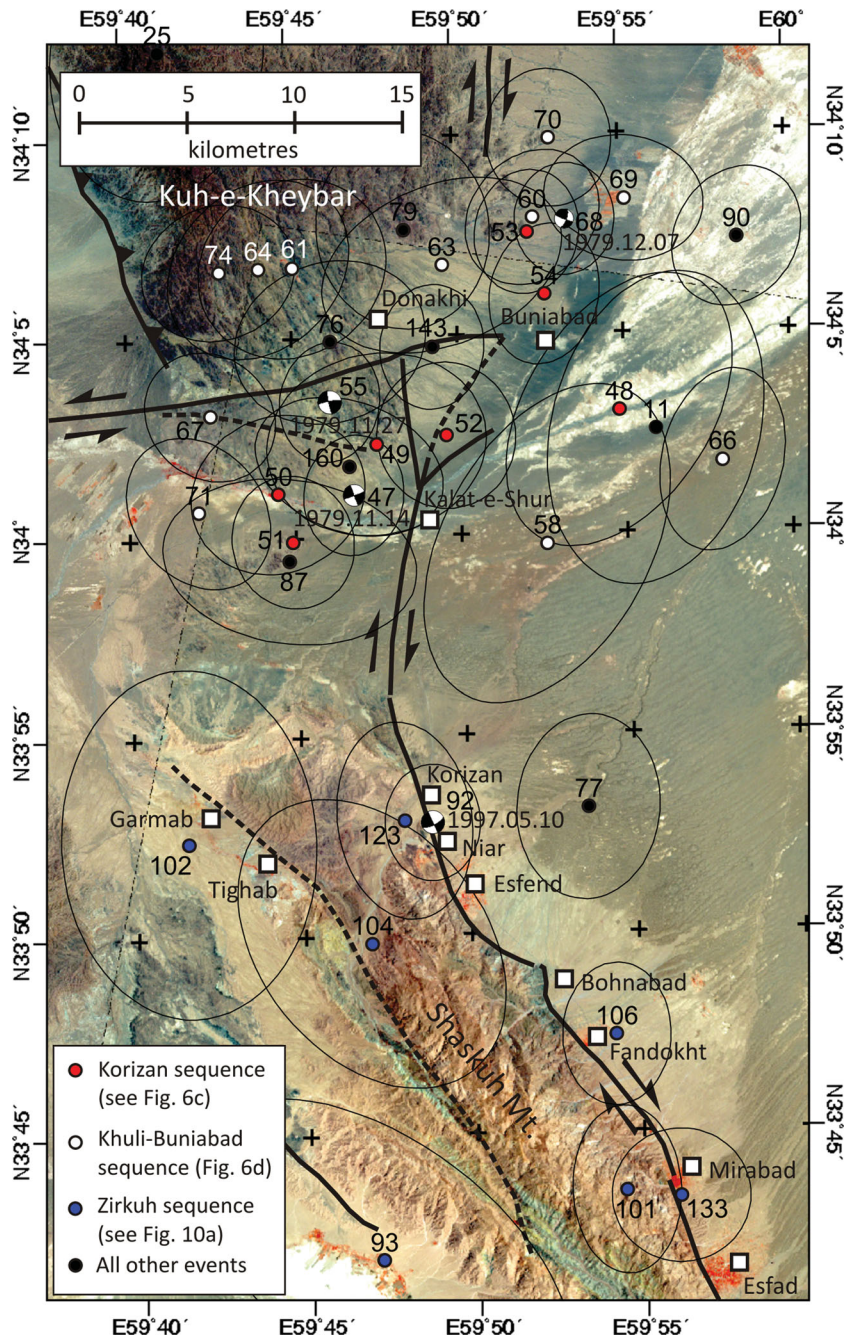 E59°40´ E59°45´ E59°50´ E59°55´ E60°
25
0 5 10 15
kilometres
N34°10´
N34°10´
70
Kuh-e-Kheybar
69
60
79
68
90
53
1979.12.07
74 64 61
63
54
Donakhi
Buniabad
N34°5´
N34°5´
76
143
55
48
11
1979.11/27
67
52
49
66
160
50
47
Kalat-e-Shur
71
1979.11.14
N34°
N34°
51
58
87
N33°55´
N33°55´
Korizan
77
92
Garmab
123
1997.05.10
102
Niar
Tighab
Esfend
104
N33°50´
N33°50´
Bohnabad
106
Shaskuh Mt.
Fandokht
Korizan sequence
(see Fig. 6c)
Khuli-Buniabad
sequence (Fig. 6d)
Zirkuh sequence
(see Fig. 10a)
All other events
N33°45´
N33°45´
Mirabad
101
133
93
Esfad
E59°40´ E59°45´ E59°50´ E59°55´